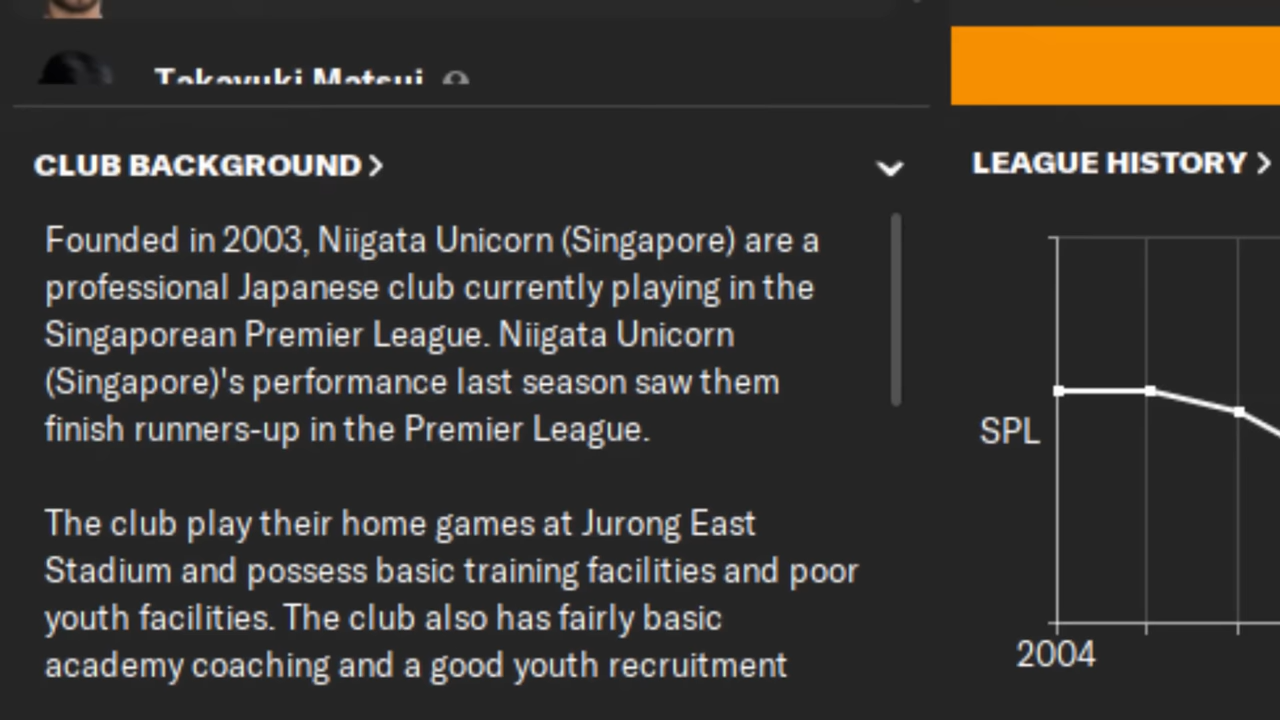 Takayuki Matsui
CLUB BACKGROUND >
LEAGUE HISTORY >
Founded in 2003, Niigata Unicorn (Singapore) are a
professional Japanese club currently playing in the
Singaporean Premier League. Niigata Unicorn
(Singapore)'s performance last season saw them
finish runners-up in the Premier League.
The club play their home games at Jurong East
Stadium and possess basic training facilities and poor
youth facilities. The club also has fairly basic
academy coaching and a good youth recruitment
SPL
2004